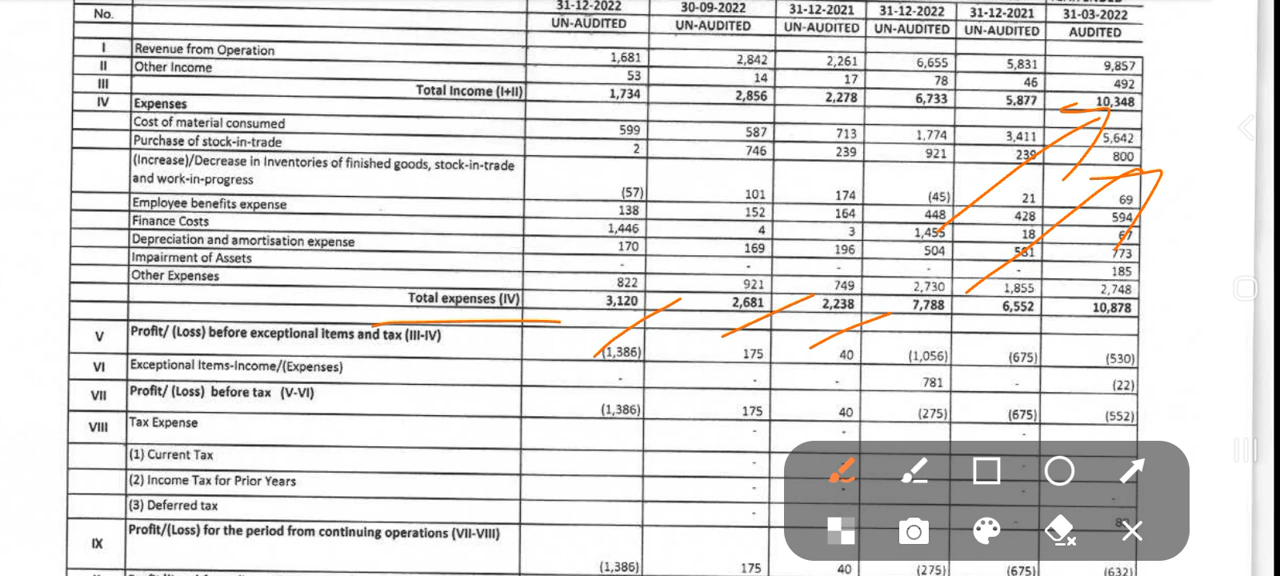 No. 31-12-2022 30-09-2022 31-12-2021 31-12-2022 31-12-2021 31-03-2022
UN-AUDITED UN-AUDITED UN-AUDITED UN-AUDITED UN-AUDITED AUDITED
I Revenue from Operation 1,681 2,842 2,261 6,655 5,831 9,857
II Other Income 53 14 17 78 46 492
III Total Income (I+II) 1,734 2,856 2,278 6,733 5,877 10,348
IV Expenses
Cost of material consumed 599 587 713 1,774 3,411 5,642
Purchase of stock-in-trade 2 746 239 921 239 800
(Increase)/Decrease in Inventories of finished goods, stock-in-trade
and work-in-progress (57) 101 174 (45) 21 69
Employee benefits expense 138 152 164 448 428 594
Finance Costs 1,446 4 3 1,455 18 67
Depreciation and amortisation expense 170 169 196 504 581 773
Impairment of Assets - - - - - 185
Other Expenses 822 921 749 2,730 1,855 2,748
Total expenses (IV) 3,120 2,681 2,238 7,788 6,552 10,878
V Profit/ (Loss) before exceptional items and tax (III-IV) (1,386) 175 40 (1,056) (675) (530)
VI Exceptional Items-Income/(Expenses) - - - 781 - (22)
VII Profit/ (Loss) before tax (V-VI) (1,386) 175 40 (275) (675) (552)
VIII Tax Expense - - -
(1) Current Tax -
(2) Income Tax for Prior Years -
(3) Deferred tax -
IX Profit/(Loss) for the period from continuing operations (VII-VIII) (1,386) 175 40 (275) (675) (632)